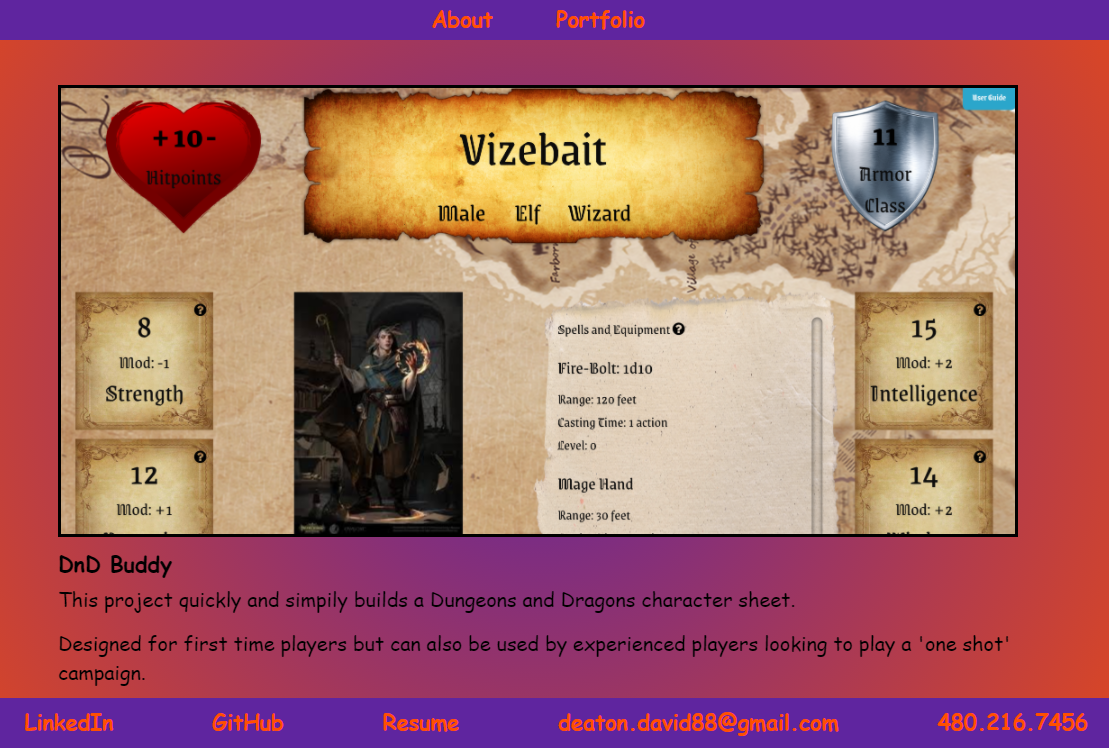 About Portfolio
User Guide
+ 10 -
Hitpoints
Vizebait
Male Elf Wizard
11
Armor
Class
Farbor
Village of
8
Mod: -1
Strength
Spells and Equipment ?
Fire-Bolt: 1d10
Range: 120 feet
Casting Time: 1 action
Level: 0
Mage Hand
Range: 30 feet
15
Mod: +2
Intelligence
12
Mod: +1
14
Mod: +2
DnD Buddy
This project quickly and simpily builds a Dungeons and Dragons character sheet.
Designed for first time players but can also be used by experienced players looking to play a 'one shot'
campaign.
LinkedIn GitHub Resume deaton.david88@gmail.com 480.216.7456